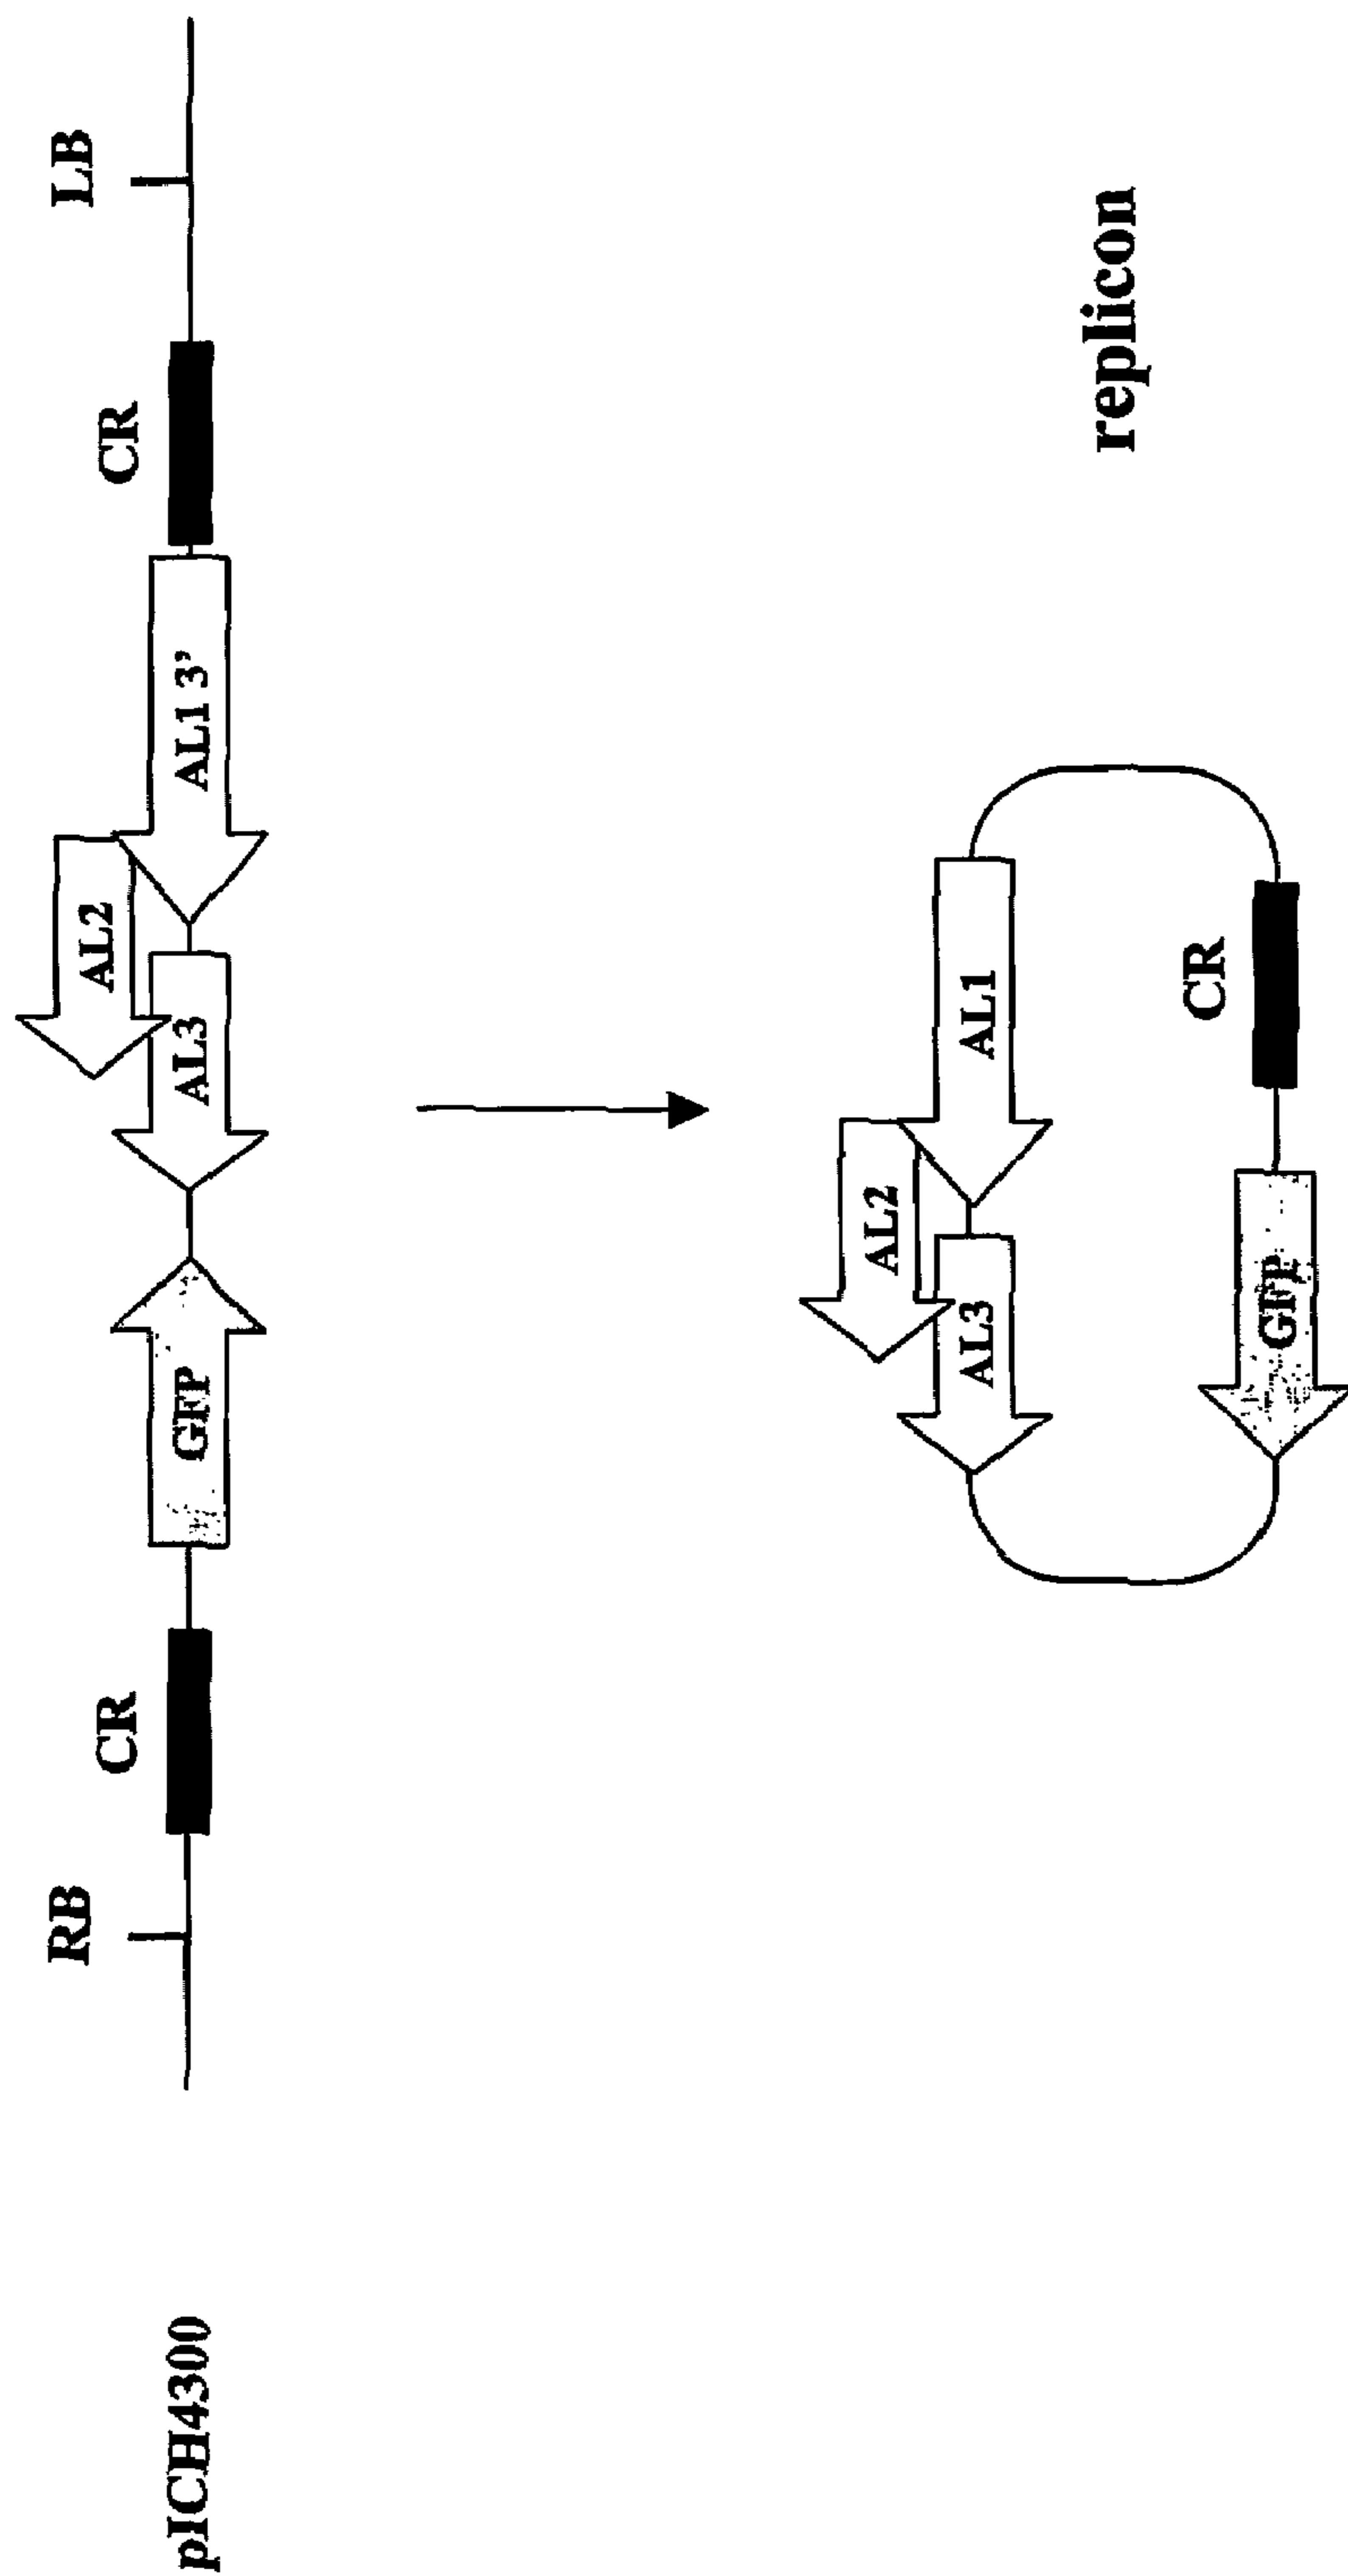 pICH4300
RB
CR
GFP
AL3
AL2
AL1 3’
CR
LB
AL3
AL2
AL1
GFP
CR
replicon